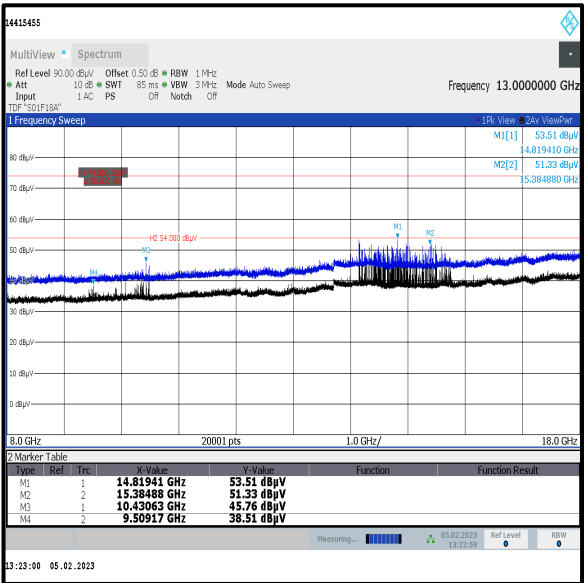 14415455
MultiView Spectrum
Ref Level 90.00 dBµV Offset 0.50 dB RBW 1 MHz
Att 10 dB SWT 85 ms VBW 3 MHz Mode Auto Sweep
Frequency 13.0000000 GHz
Input 1 AC PS Off Notch Off
TDF "S01F18A"
1 Frequency Sweep 1Pk View 2Av ViewPwr
M1[1] 53.51 dBµV
14.819410 GHz
M2[2] 51.33 dBµV
15.384880 GHz
80 dBµV
70 dBµV
60 dBµV
M1
M2
H2 54.000 dBµV
50 dBµV
M3
M4
30 dBµV
20 dBµV
10 dBµV
0 dBµV
8.0 GHz 20001 pts 1.0 GHz/ 18.0 GHz
2 Marker Table
Type Ref Trc X-Value Y-Value Function Function Result
M1 1 14.81941 GHz 53.51 dBµV
M2 2 15.38488 GHz 51.33 dBµV
M3 1 10.43063 GHz 45.76 dBµV
M4 2 9.50917 GHz 38.51 dBµV
Measuring... 05.02.2023 13:22:59 Ref Level 0 RBW 0
13:23:00 05.02.2023